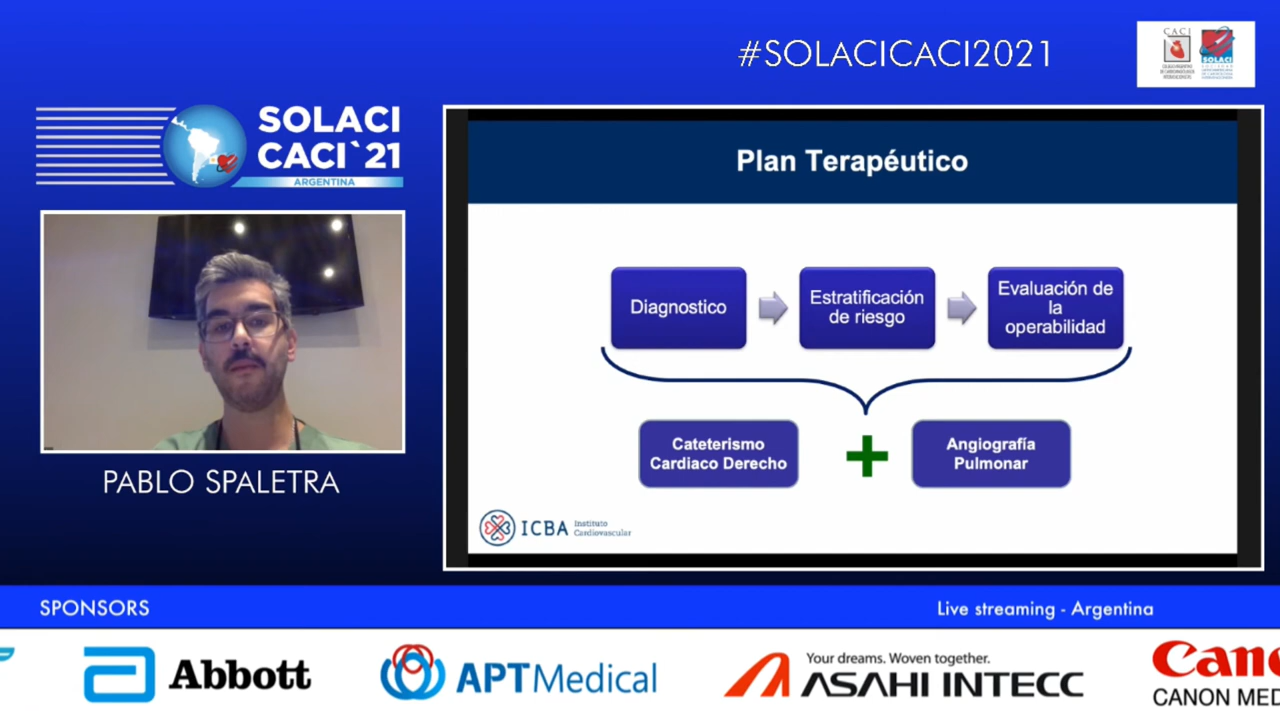 #SOLACICACI2021
CACI
SOLACI
SOLACI
CACI`21
ARGENTINA
Plan Terapéutico
Diagnostico
Estratificación
de riesgo
Evaluación de
la
operabilidad
Cateterismo
Cardiaco Derecho
Angiografía
Pulmonar
ICBA Instituto
Cardiovascular
PABLO SPALETRA
SPONSORS
Live streaming - Argentina
Abbott
APTMedical
Your dreams. Woven together.
ASAHI INTECC
Cano
CANON MED